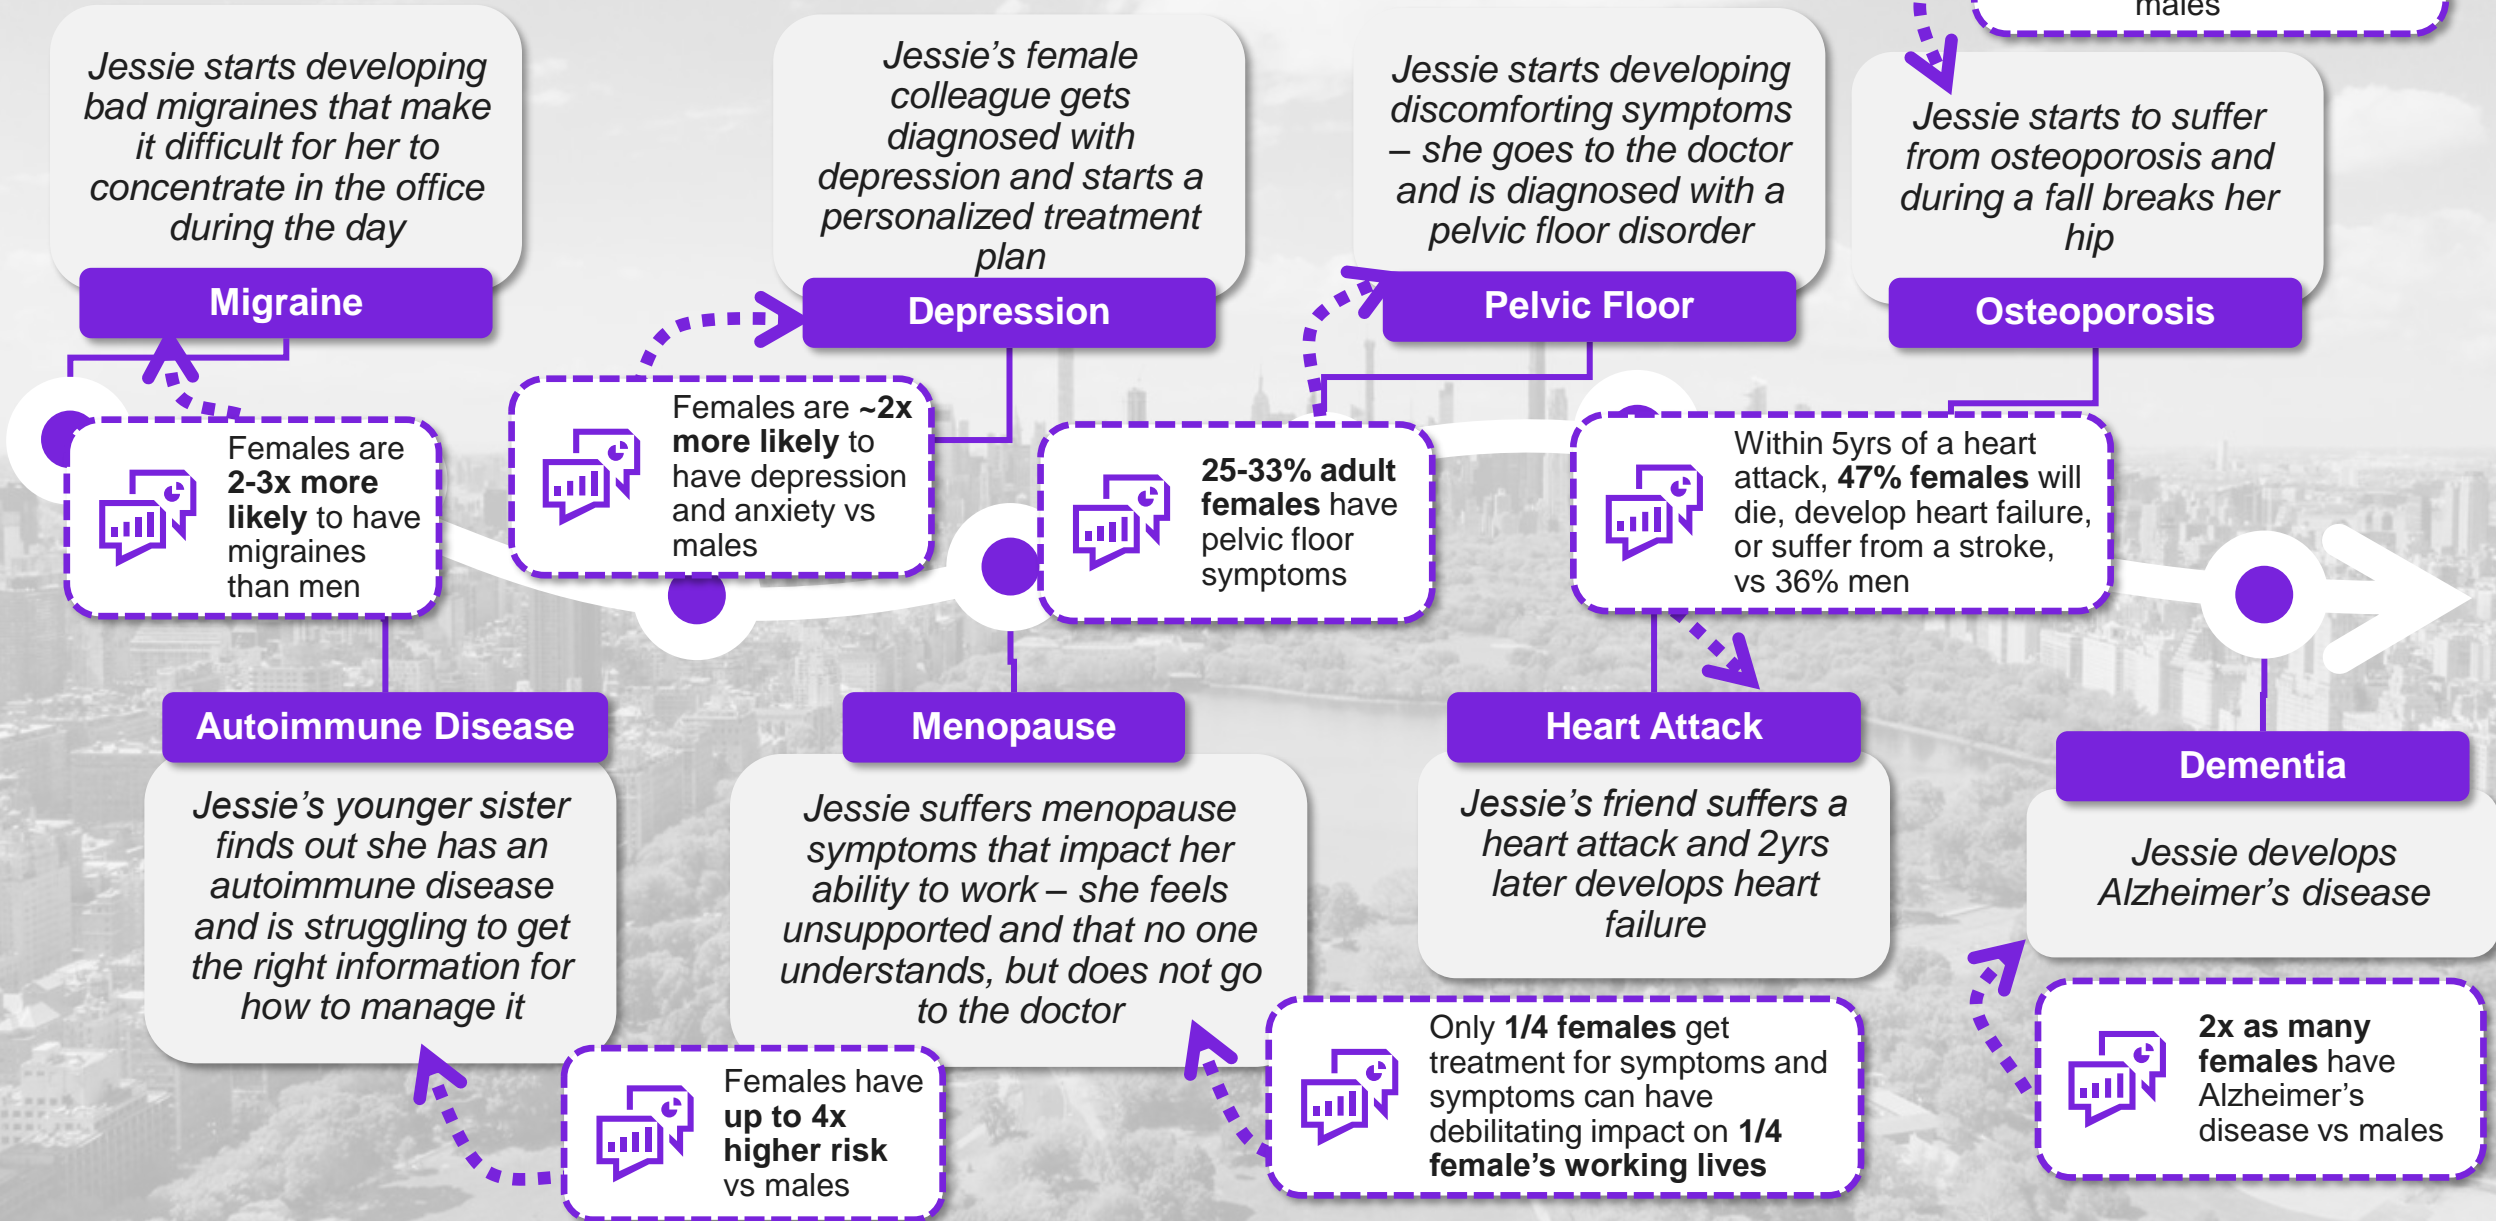 males
Jessie starts developing
bad migraines that make
it difficult for her to
concentrate in the office
during the day
Migraine
Jessie's female
colleague gets
diagnosed with
depression and starts a
personalized treatment
plan
Depression
Jessie starts developing
discomforting symptoms
– she goes to the doctor
and is diagnosed with a
pelvic floor disorder
Pelvic Floor
Jessie starts to suffer
from osteoporosis and
during a fall breaks her
hip
Osteoporosis
Females are
2-3x more
likely to have
migraines
than men
Females are ~2x
more likely to
have depression
and anxiety vs
males
25-33% adult
females have
pelvic floor
symptoms
Within 5yrs of a heart
attack, 47% females will
die, develop heart failure,
or suffer from a stroke,
vs 36% men
Autoimmune Disease
Jessie's younger sister
finds out she has an
autoimmune disease
and is struggling to get
the right information for
how to manage it
Menopause
Jessie suffers menopause
symptoms that impact her
ability to work – she feels
unsupported and that no one
understands, but does not go
to the doctor
Heart Attack
Jessie's friend suffers a
heart attack and 2yrs
later develops heart
failure
Dementia
Jessie develops
Alzheimer's disease
Females have
up to 4x
higher risk
vs males
Only 1/4 females get
treatment for symptoms and
symptoms can have
debilitating impact on 1/4
female's working lives
2x as many
females have
Alzheimer's
disease vs males